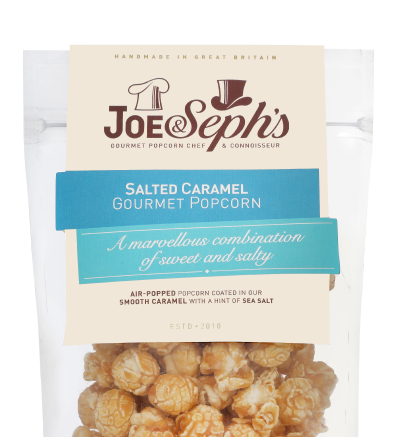 HANDMADE IN GREAT BRITAIN
JOE & Seph's
GOURMET POPCORN CHEF & CONNOISSEUR
SALTED CARAMEL
GOURMET POPCORN
A marvellous combination
of sweet and salty
AIR-POPPED POPCORN COATED IN OUR
SMOOTH CARAMEL WITH A HINT OF SEA SALT
ESTD • 2010